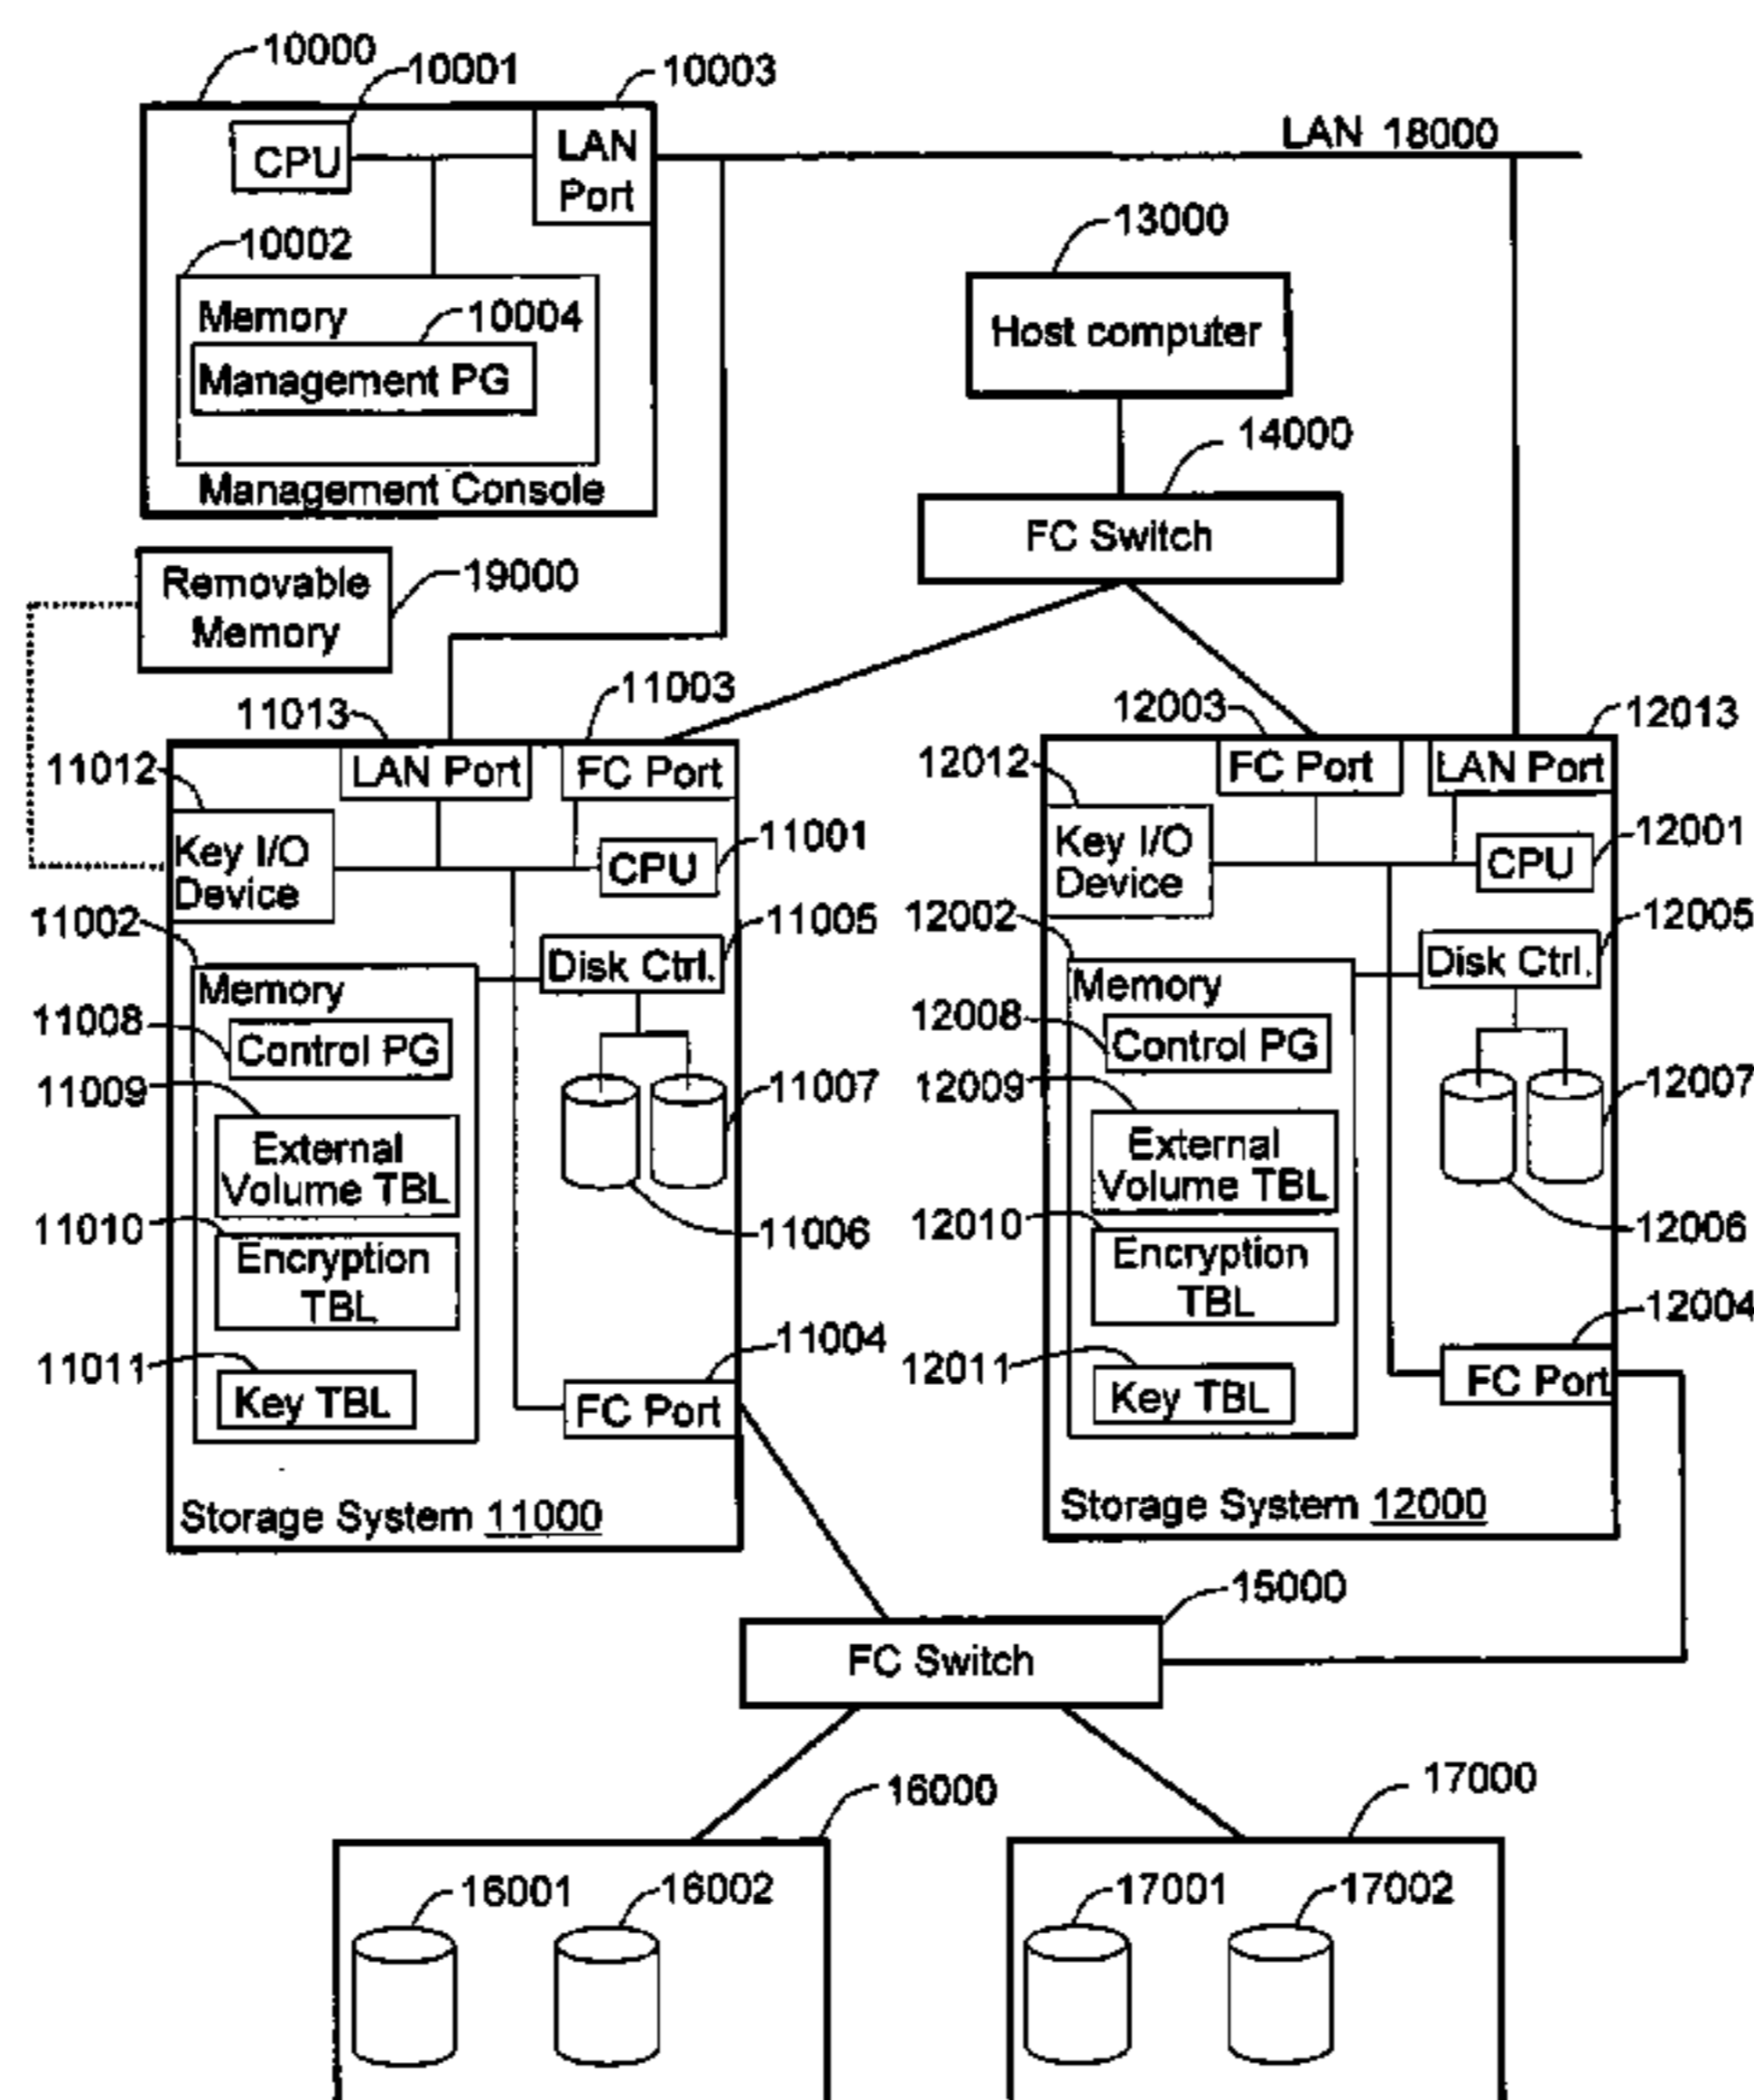 10000
10001
10003
CPU
LAN
Port
LAN 18000
10002
Memory
10004
Management PG
Management Console
13000
Host computer
14000
FC Switch
Removable
Memory
19000
11013
11003
11012
LAN Port
FC Port
Key I/O
Device
CPU
11001
11002
Disk Ctrl.
11005
Memory
11008
Control PG
11009
External
Volume TBL
11007
11006
11010
Encryption
TBL
11011
Key TBL
11004
FC Port
Storage System 11000
12003
12013
12012
FC Port
LAN Port
Key I/O
Device
CPU
12001
12002
Disk Ctrl.
12005
Memory
12008
Control PG
12009
External
Volume TBL
12007
12006
12010
Encryption
TBL
12011
Key TBL
12004
FC Port
Storage System 12000
15000
FC Switch
16000
16001
16002
17000
17001
17002